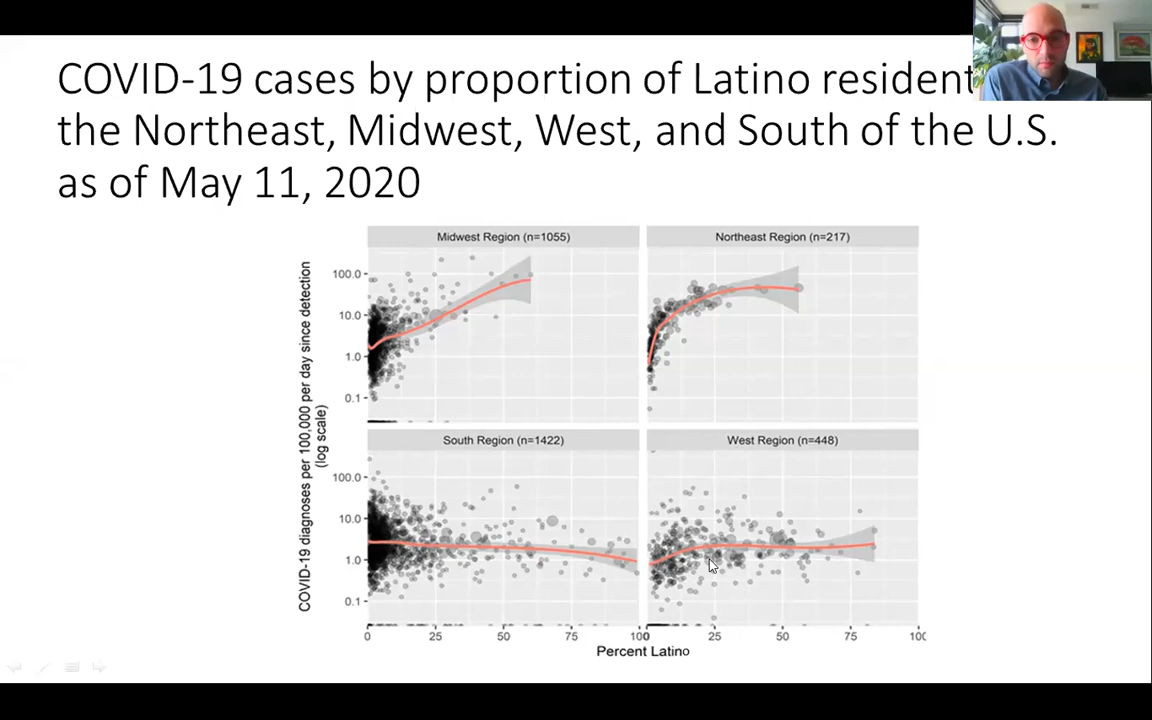 COVID-19 cases by proportion of Latino resident
the Northeast, Midwest, West, and South of the U.S.
as of May 11, 2020
Midwest Region (n=1055)
Northeast Region (n=217)
100.0
10.0
1.0
0.1
South Region (n=1422)
West Region (n=448)
100.0
10.0
1.0
0.1
0 25 50 75 100
0 25 50 75 10
Percent Latino
COVID-19 diagnoses per 100,000 per day since detection
(log scale)